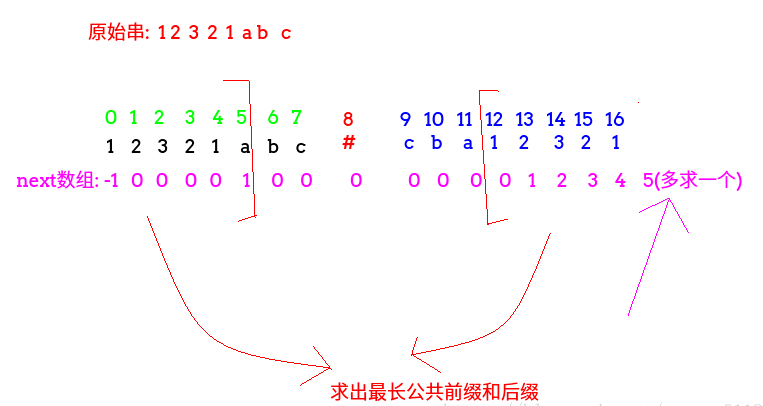 原始串: 1 2 3 2 1 a b c
0 1 2 3 4 5 6 7 8 9 10 11 12 13 14 15 16
1 2 3 2 1 a b c # c b a 1 2 3 2 1
next数组: -1 0 0 0 0 1 0 0 0 0 0 0 0 1 2 3 4 5(多求一个)
求出最长公共前缀和后缀